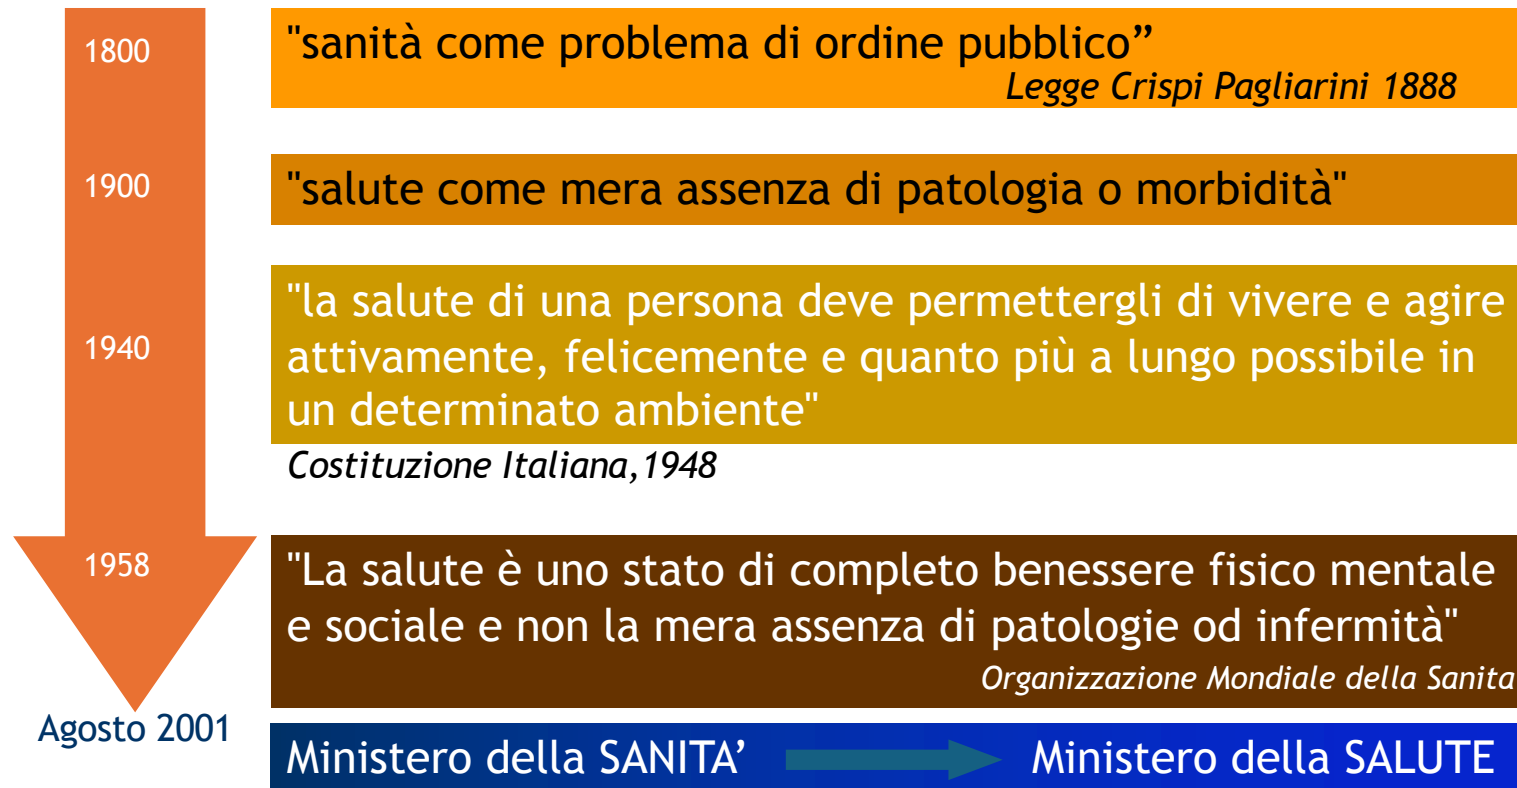 1800
"sanità come problema di ordine pubblico”
Legge Crispi Pagliarini 1888
1900
"salute come mera assenza di patologia o morbidità"
1940
"la salute di una persona deve permettergli di vivere e agire
attivamente, felicemente e quanto più a lungo possibile in
un determinato ambiente"
Costituzione Italiana,1948
1958
"La salute è uno stato di completo benessere fisico mentale
e sociale e non la mera assenza di patologie od infermità"
Organizzazione Mondiale della Sanita
Agosto 2001
Ministero della SANITA’ Ministero della SALUTE